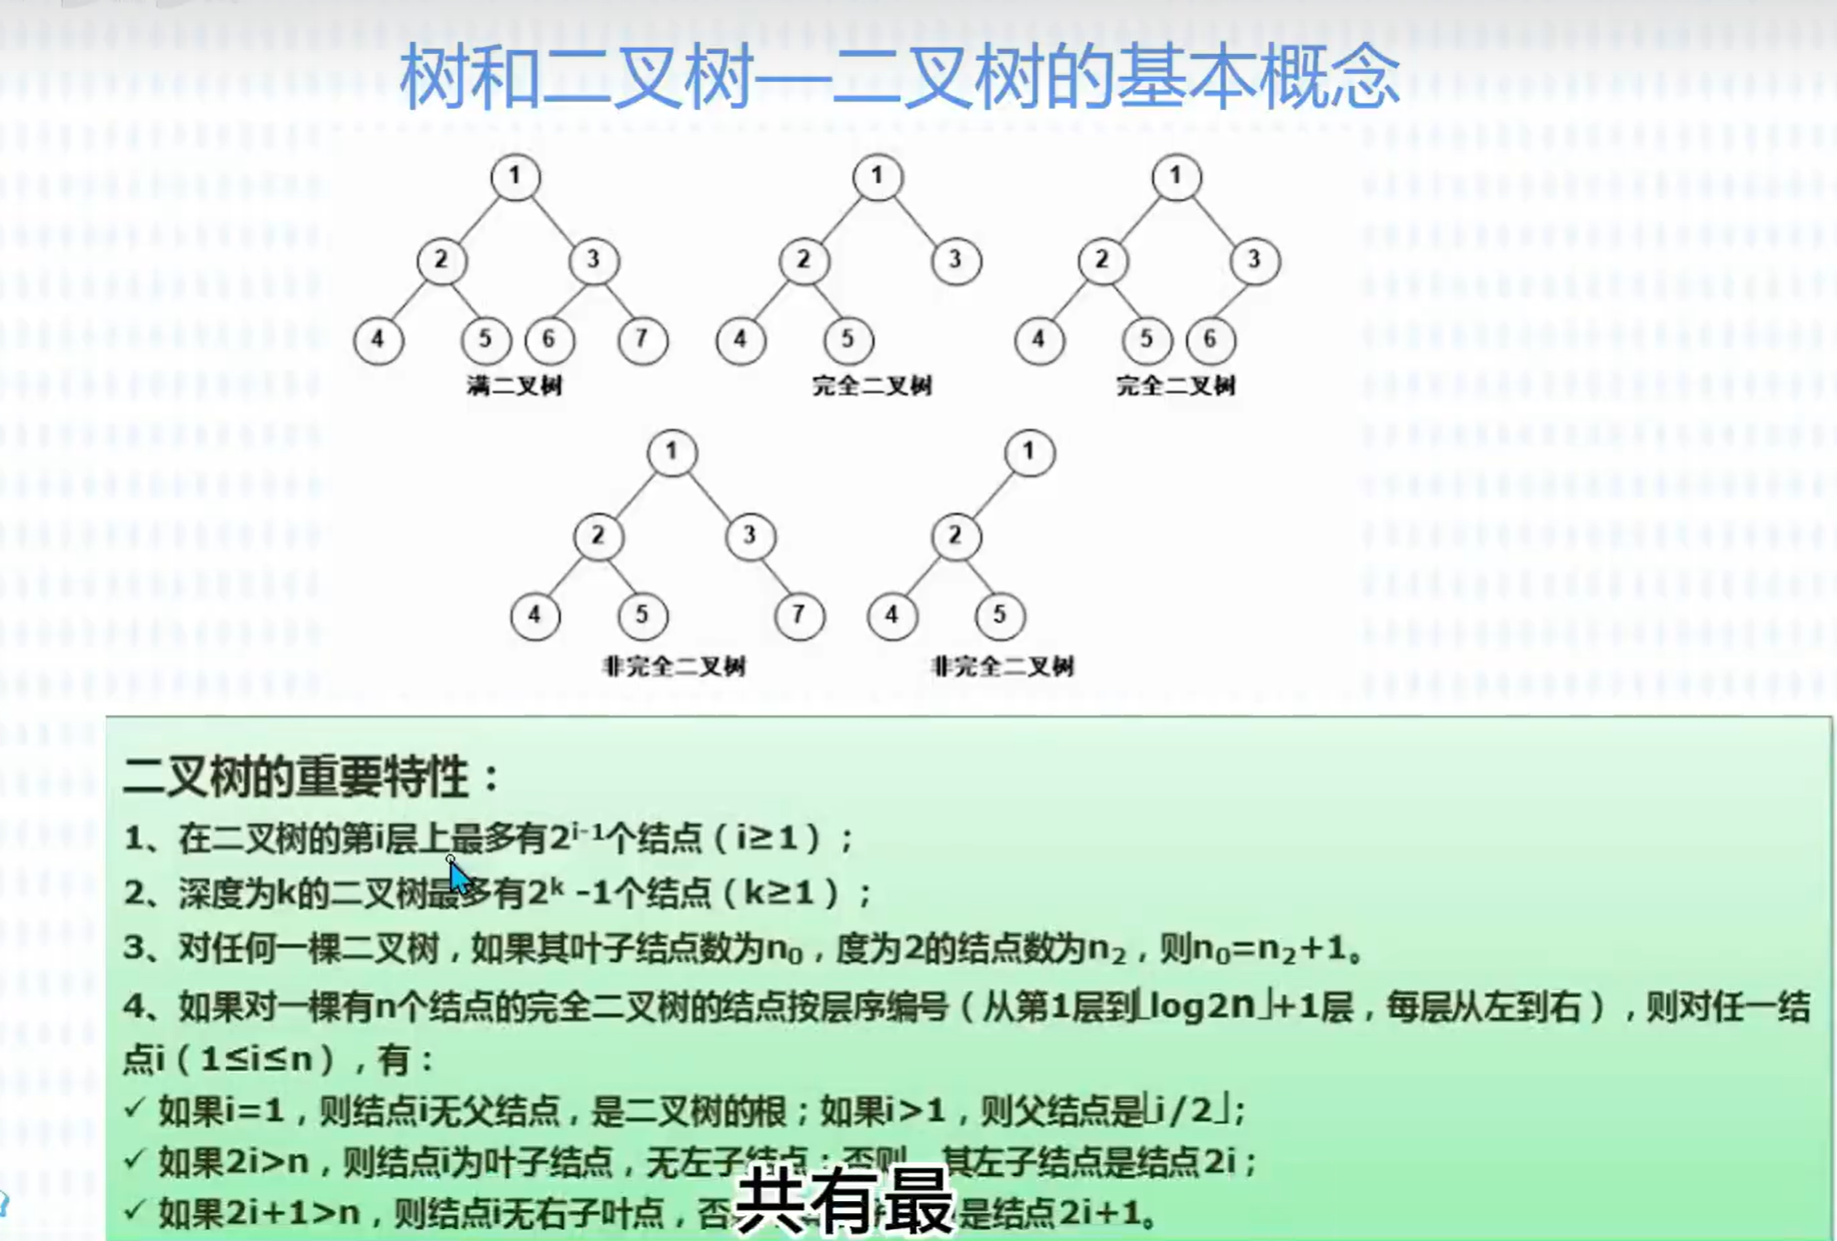 树和二叉树—二叉树的基本概念
1 1 1
2 3 2 3 2 3
4 5 6 7 4 5 4 5 6
满二叉树 完全二叉树 完全二叉树
1 1
2 3 2
4 5 7 4 5
非完全二叉树 非完全二叉树
二叉树的重要特性：
1、在二叉树的第i层上最多有2^{i-1}个结点（i≥1）；
2、深度为k的二叉树最多有2^k -1个结点（k≥1）；
3、对任何一棵二叉树，如果其叶子结点数为n₀，度为2的结点数为n₂，则n₀=n₂+1。
4、如果对一棵有n个结点的完全二叉树的结点按层序编号（从第1层到⌊log2n⌋+1层，每层从左到右），则对任一结
点i（1≤i≤n），有：
✓ 如果i=1，则结点i无父结点，是二叉树的根；如果i>1，则父结点是⌊i/2⌋；
✓ 如果2i>n，则结点i为叶子结点，无左子结点；否则，其左子结点是结点2i；
✓ 如果2i+1>n，则结点i无右子叶点，否 是结点2i+1。
共有最